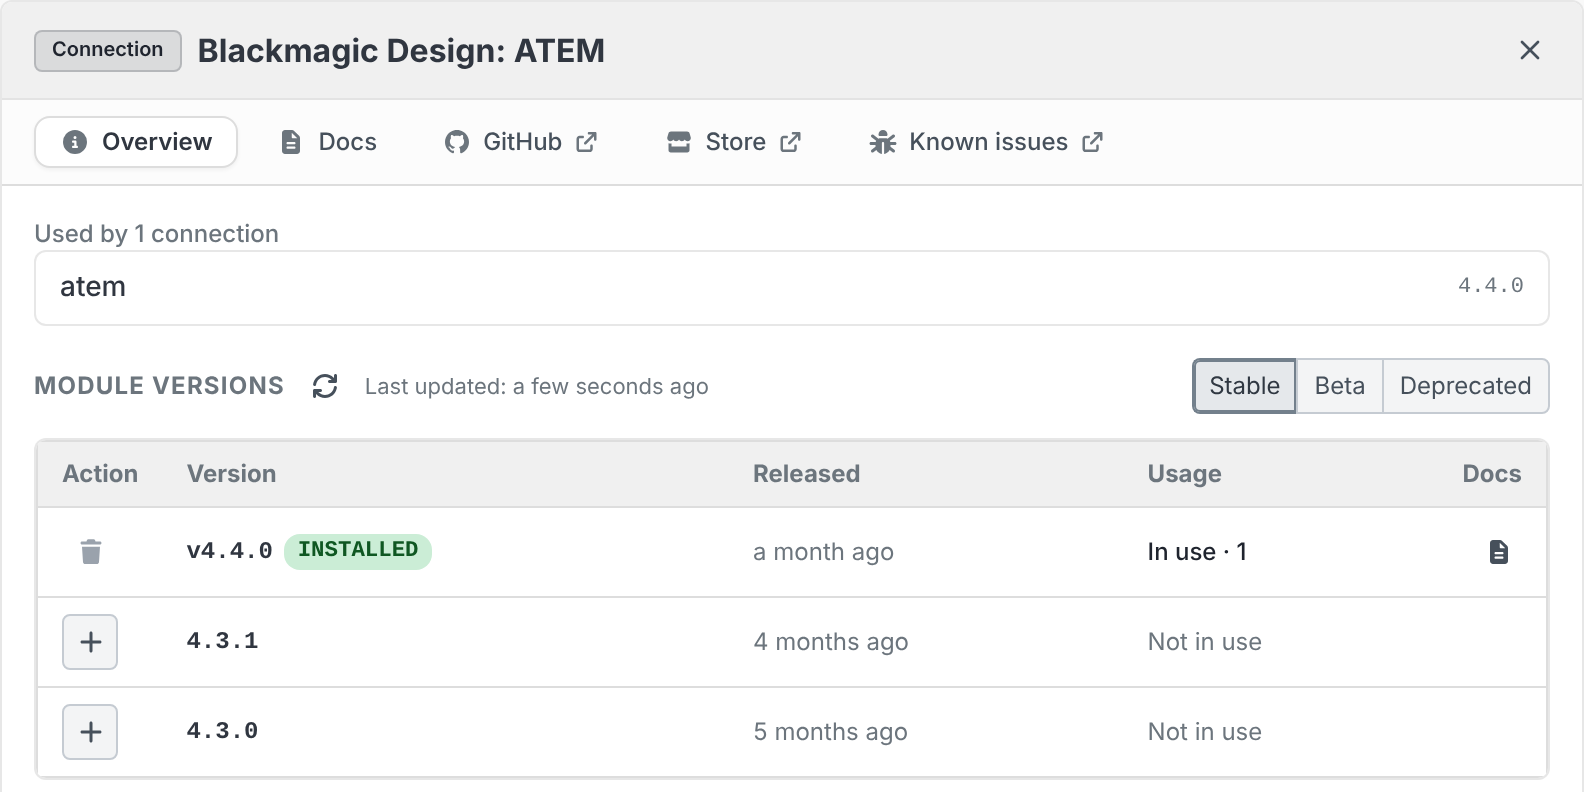 Connection Blackmagic Design: ATEM
Overview Docs GitHub Store Known issues
Used by 1 connection
atem 4.4.0
MODULE VERSIONS Last updated: a few seconds ago Stable Beta Deprecated
Action Version Released Usage Docs
v4.4.0 INSTALLED a month ago In use · 1
4.3.1 4 months ago Not in use
4.3.0 5 months ago Not in use